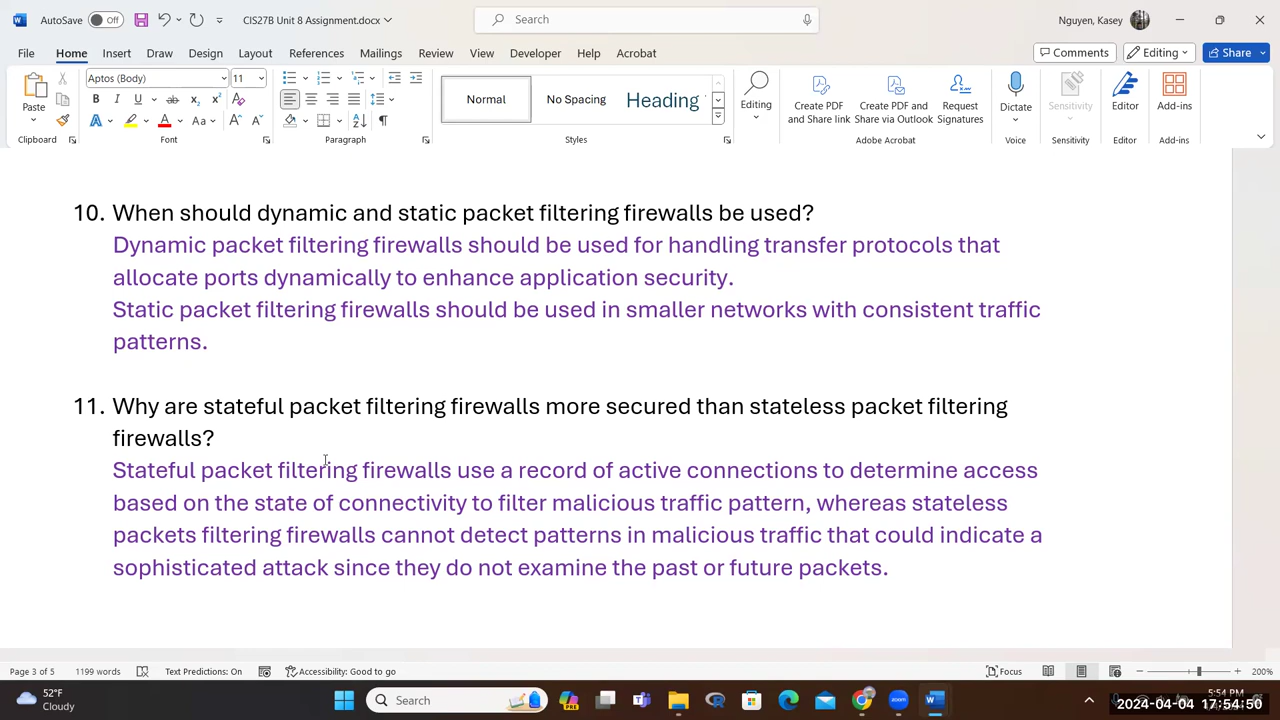 AutoSave Off CIS27B Unit 8 Assignment.docx Search Nguyen, Kasey
File Home Insert Draw Design Layout References Mailings Review View Developer Help Acrobat Comments Editing Share
Aptos (Body) 11
Paste
Normal No Spacing Heading
Editing
Create PDF and Share link
Create PDF and Share via Outlook
Request Signatures
Dictate
Sensitivity
Editor
Add-ins
Clipboard Font Paragraph Styles Adobe Acrobat Voice Sensitivity Editor Add-ins
10. When should dynamic and static packet filtering firewalls be used?
Dynamic packet filtering firewalls should be used for handling transfer protocols that
allocate ports dynamically to enhance application security.
Static packet filtering firewalls should be used in smaller networks with consistent traffic
patterns.
11. Why are stateful packet filtering firewalls more secured than stateless packet filtering
firewalls?
Stateful packet filtering firewalls use a record of active connections to determine access
based on the state of connectivity to filter malicious traffic pattern, whereas stateless
packets filtering firewalls cannot detect patterns in malicious traffic that could indicate a
sophisticated attack since they do not examine the past or future packets.
Page 3 of 5 1199 words Text Predictions: On Accessibility: Good to go Focus 200%
52°F
Cloudy
Search
5:54 PM
2024-04-04 17:54:50